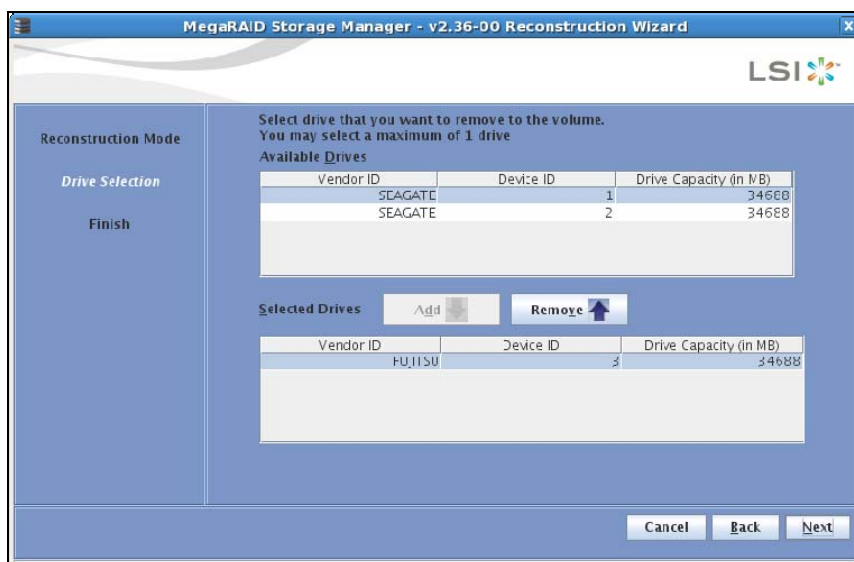 MegaRAID Storage Manager - v2.36-00 Reconstruction Wizard
LSI
Reconstruction Mode
Drive Selection
Finish
Select drive that you want to remove to the volume.
You may select a maximum of 1 drive
Available Drives
Vendor ID Device ID Drive Capacity (in MB)
SEAGATE 1 34688
SEAGATE 2 34688
Selected Drives Add Remove
Vendor ID Device ID Drive Capacity (in MB)
FUJITSU 3 34688
Cancel Back Next